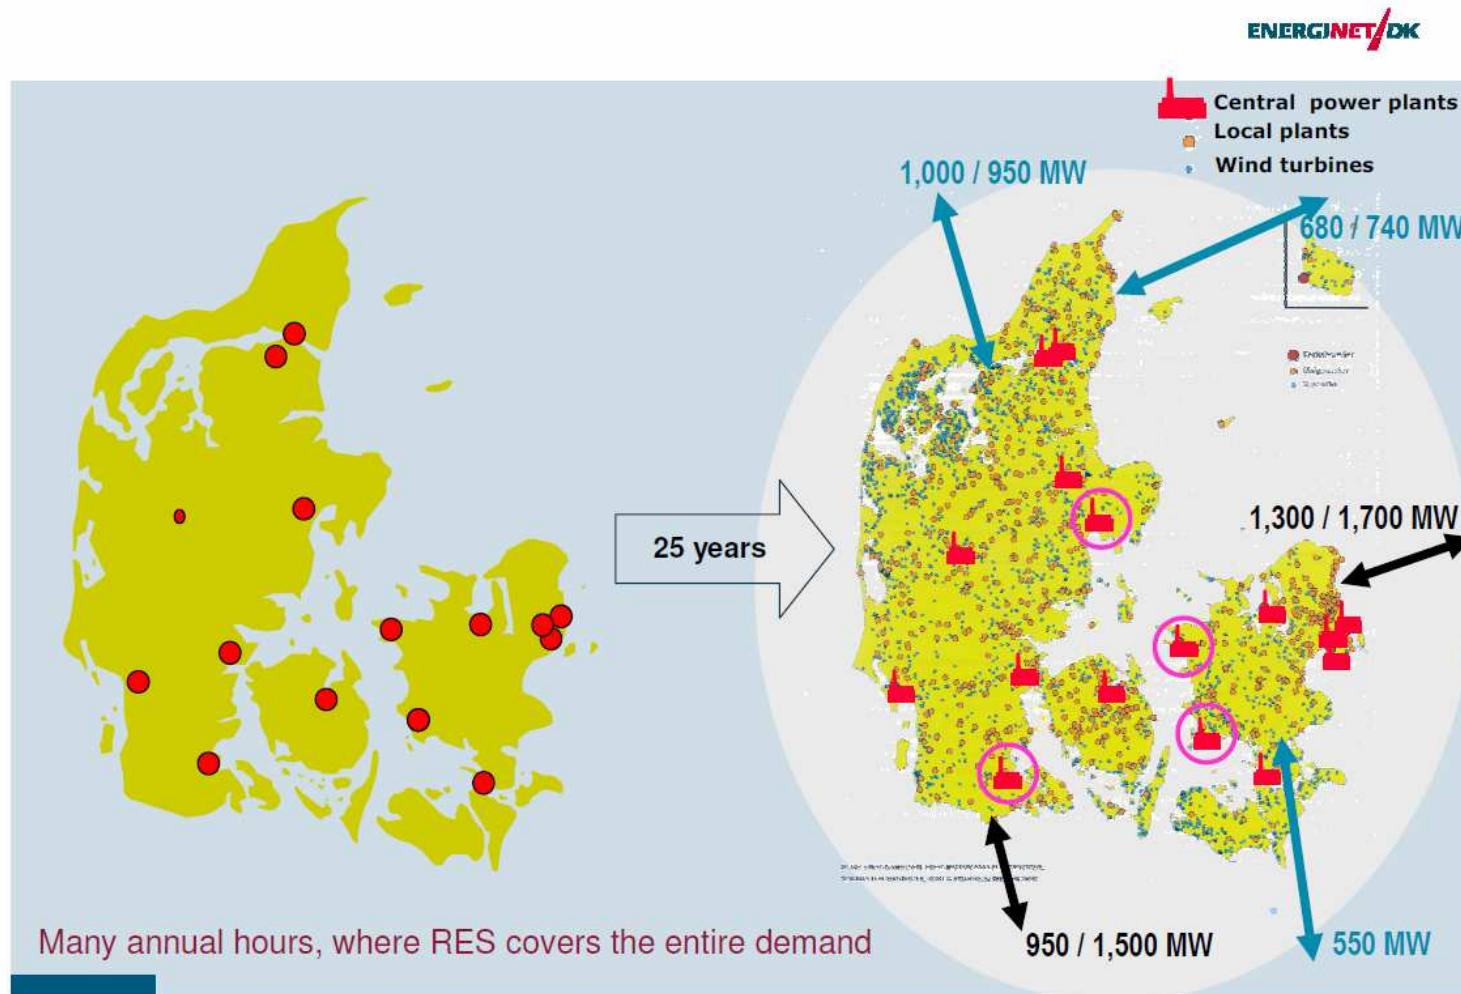 ENERGINET/DK
Central power plants
Local plants
Wind turbines
1,000 / 950 MW
680 / 740 MW
1,300 / 1,700 MW
25 years
950 / 1,500 MW
550 MW
Many annual hours, where RES covers the entire demand